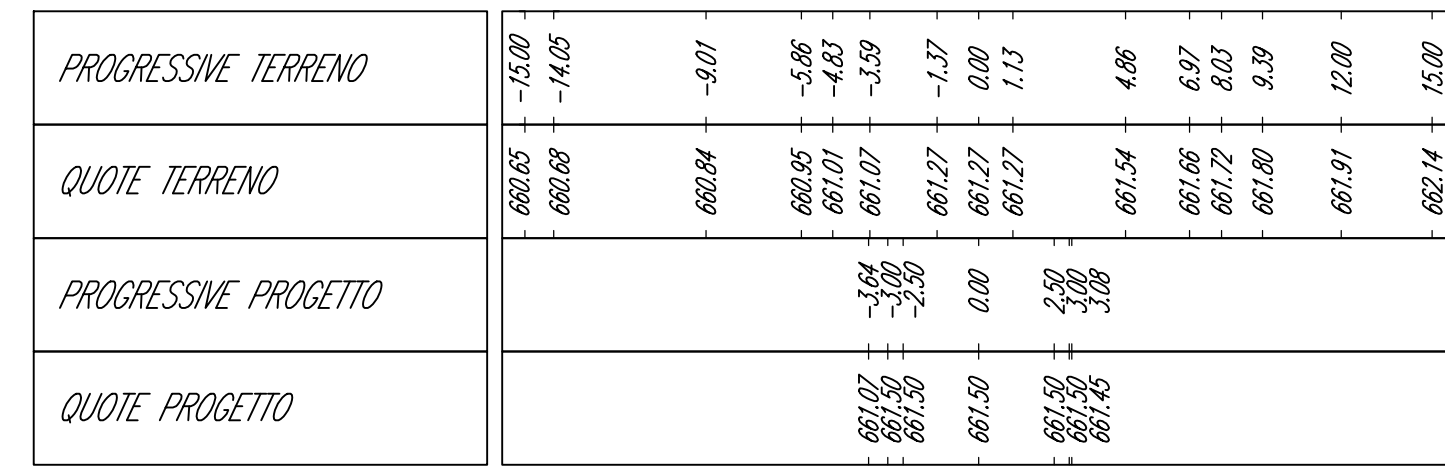 PROGRESSIVE TERRENO -15.00 -14.05 -9.01 -5.86 -4.83 -3.59 -1.37 0.00 1.13 4.86 6.97 8.03 9.39 12.00 15.00
QUOTE TERRENO 660.65 660.68 660.84 660.95 661.01 661.07 661.27 661.27 661.27 661.54 661.66 661.72 661.80 661.91 662.14
PROGRESSIVE PROGETTO -3.64 -3.00 -2.50 0.00 2.50 3.00 3.08
QUOTE PROGETTO 661.07 661.50 661.50 661.50 661.50 661.50 661.45